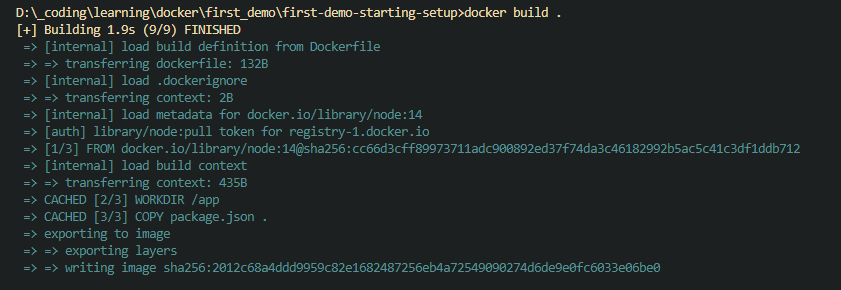 D:\_coding\learning\docker\first_demo\first-demo-starting-setup>docker build .
[+] Building 1.9s (9/9) FINISHED
=> [internal] load build definition from Dockerfile
=> => transferring dockerfile: 132B
=> [internal] load .dockerignore
=> => transferring context: 2B
=> [internal] load metadata for docker.io/library/node:14
=> [auth] library/node:pull token for registry-1.docker.io
=> [1/3] FROM docker.io/library/node:14@sha256:cc66d3cff89973711adc900892ed37f74da3c46182992b5ac5c41c3df1ddb712
=> [internal] load build context
=> => transferring context: 435B
=> CACHED [2/3] WORKDIR /app
=> CACHED [3/3] COPY package.json .
=> exporting to image
=> => exporting layers
=> => writing image sha256:2012c68a4ddd9959c82e1682487256eb4a72549090274d6de9e0fc6033e06be0